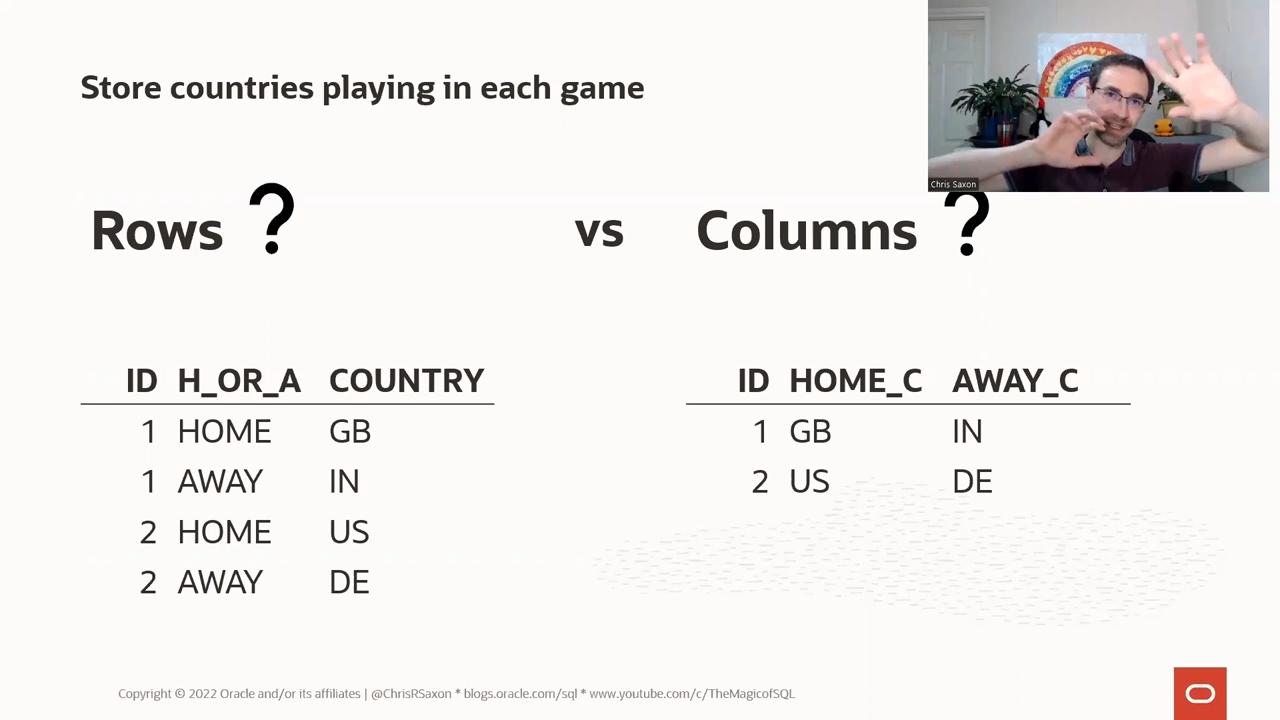 Store countries playing in each game
Chris Saxon
Rows ? vs Columns ?
ID H_OR_A COUNTRY
1 HOME GB
1 AWAY IN
2 HOME US
2 AWAY DE
ID HOME_C AWAY_C
1 GB IN
2 US DE
Copyright © 2022 Oracle and/or its affiliates | @ChrisRSaxon * blogs.oracle.com/sql * www.youtube.com/c/TheMagicofSQL